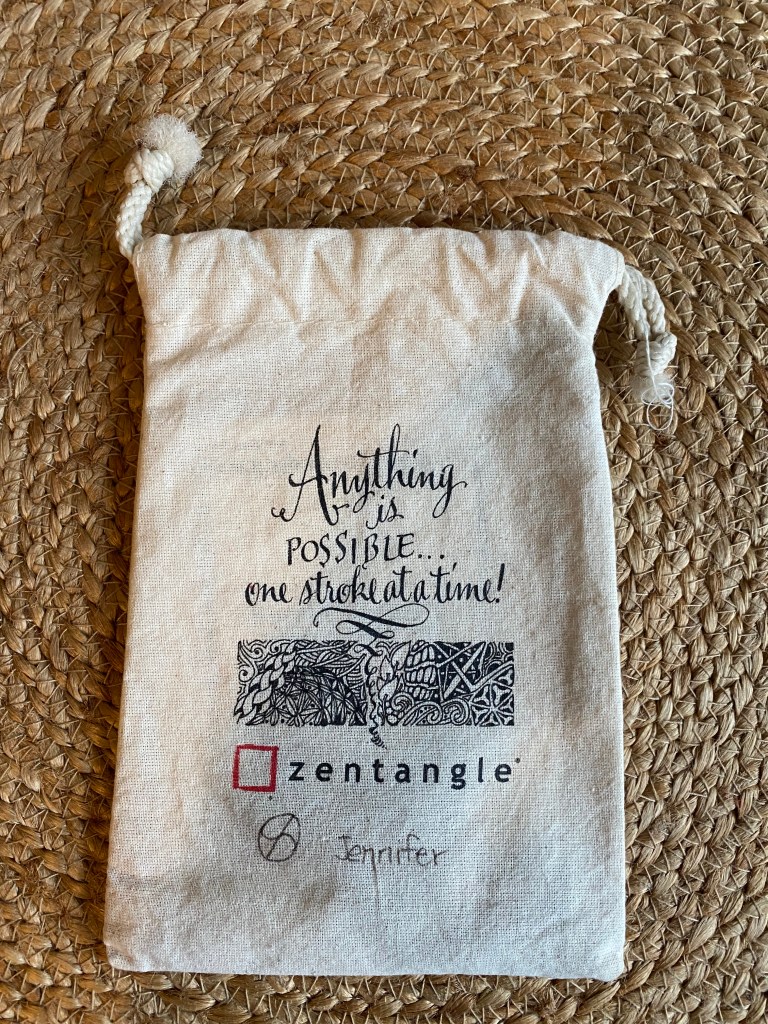 Anything
is
POSSIBLE...
one stroke at a time!
zentangle
Jennifer